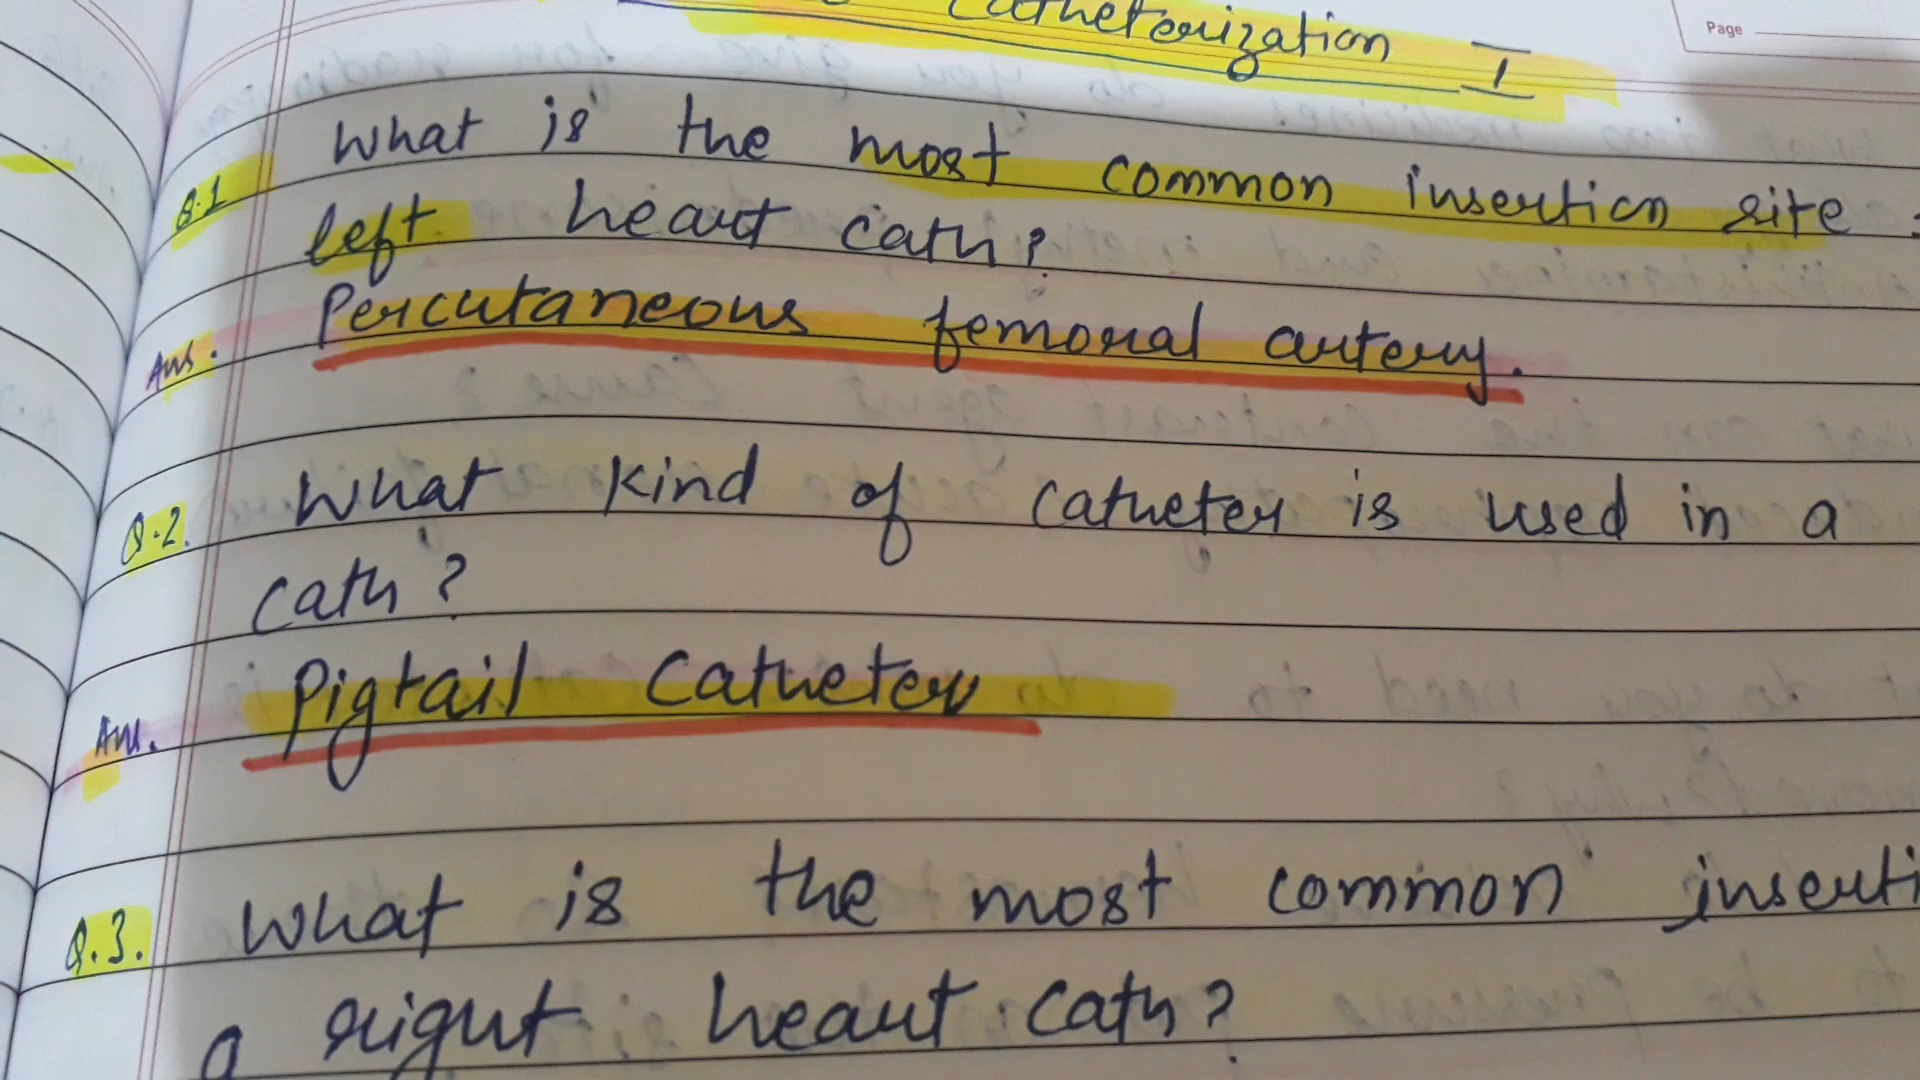 Catheterization I
Page
Q.1 What is the most common insertion site
left heart cath?
Ans. Percutaneous femoral artery.
Q.2. What kind of catheter is used in a
cath?
Ans. Pigtail Catheter
Q.3. What is the most common inserti
a right heart cath?